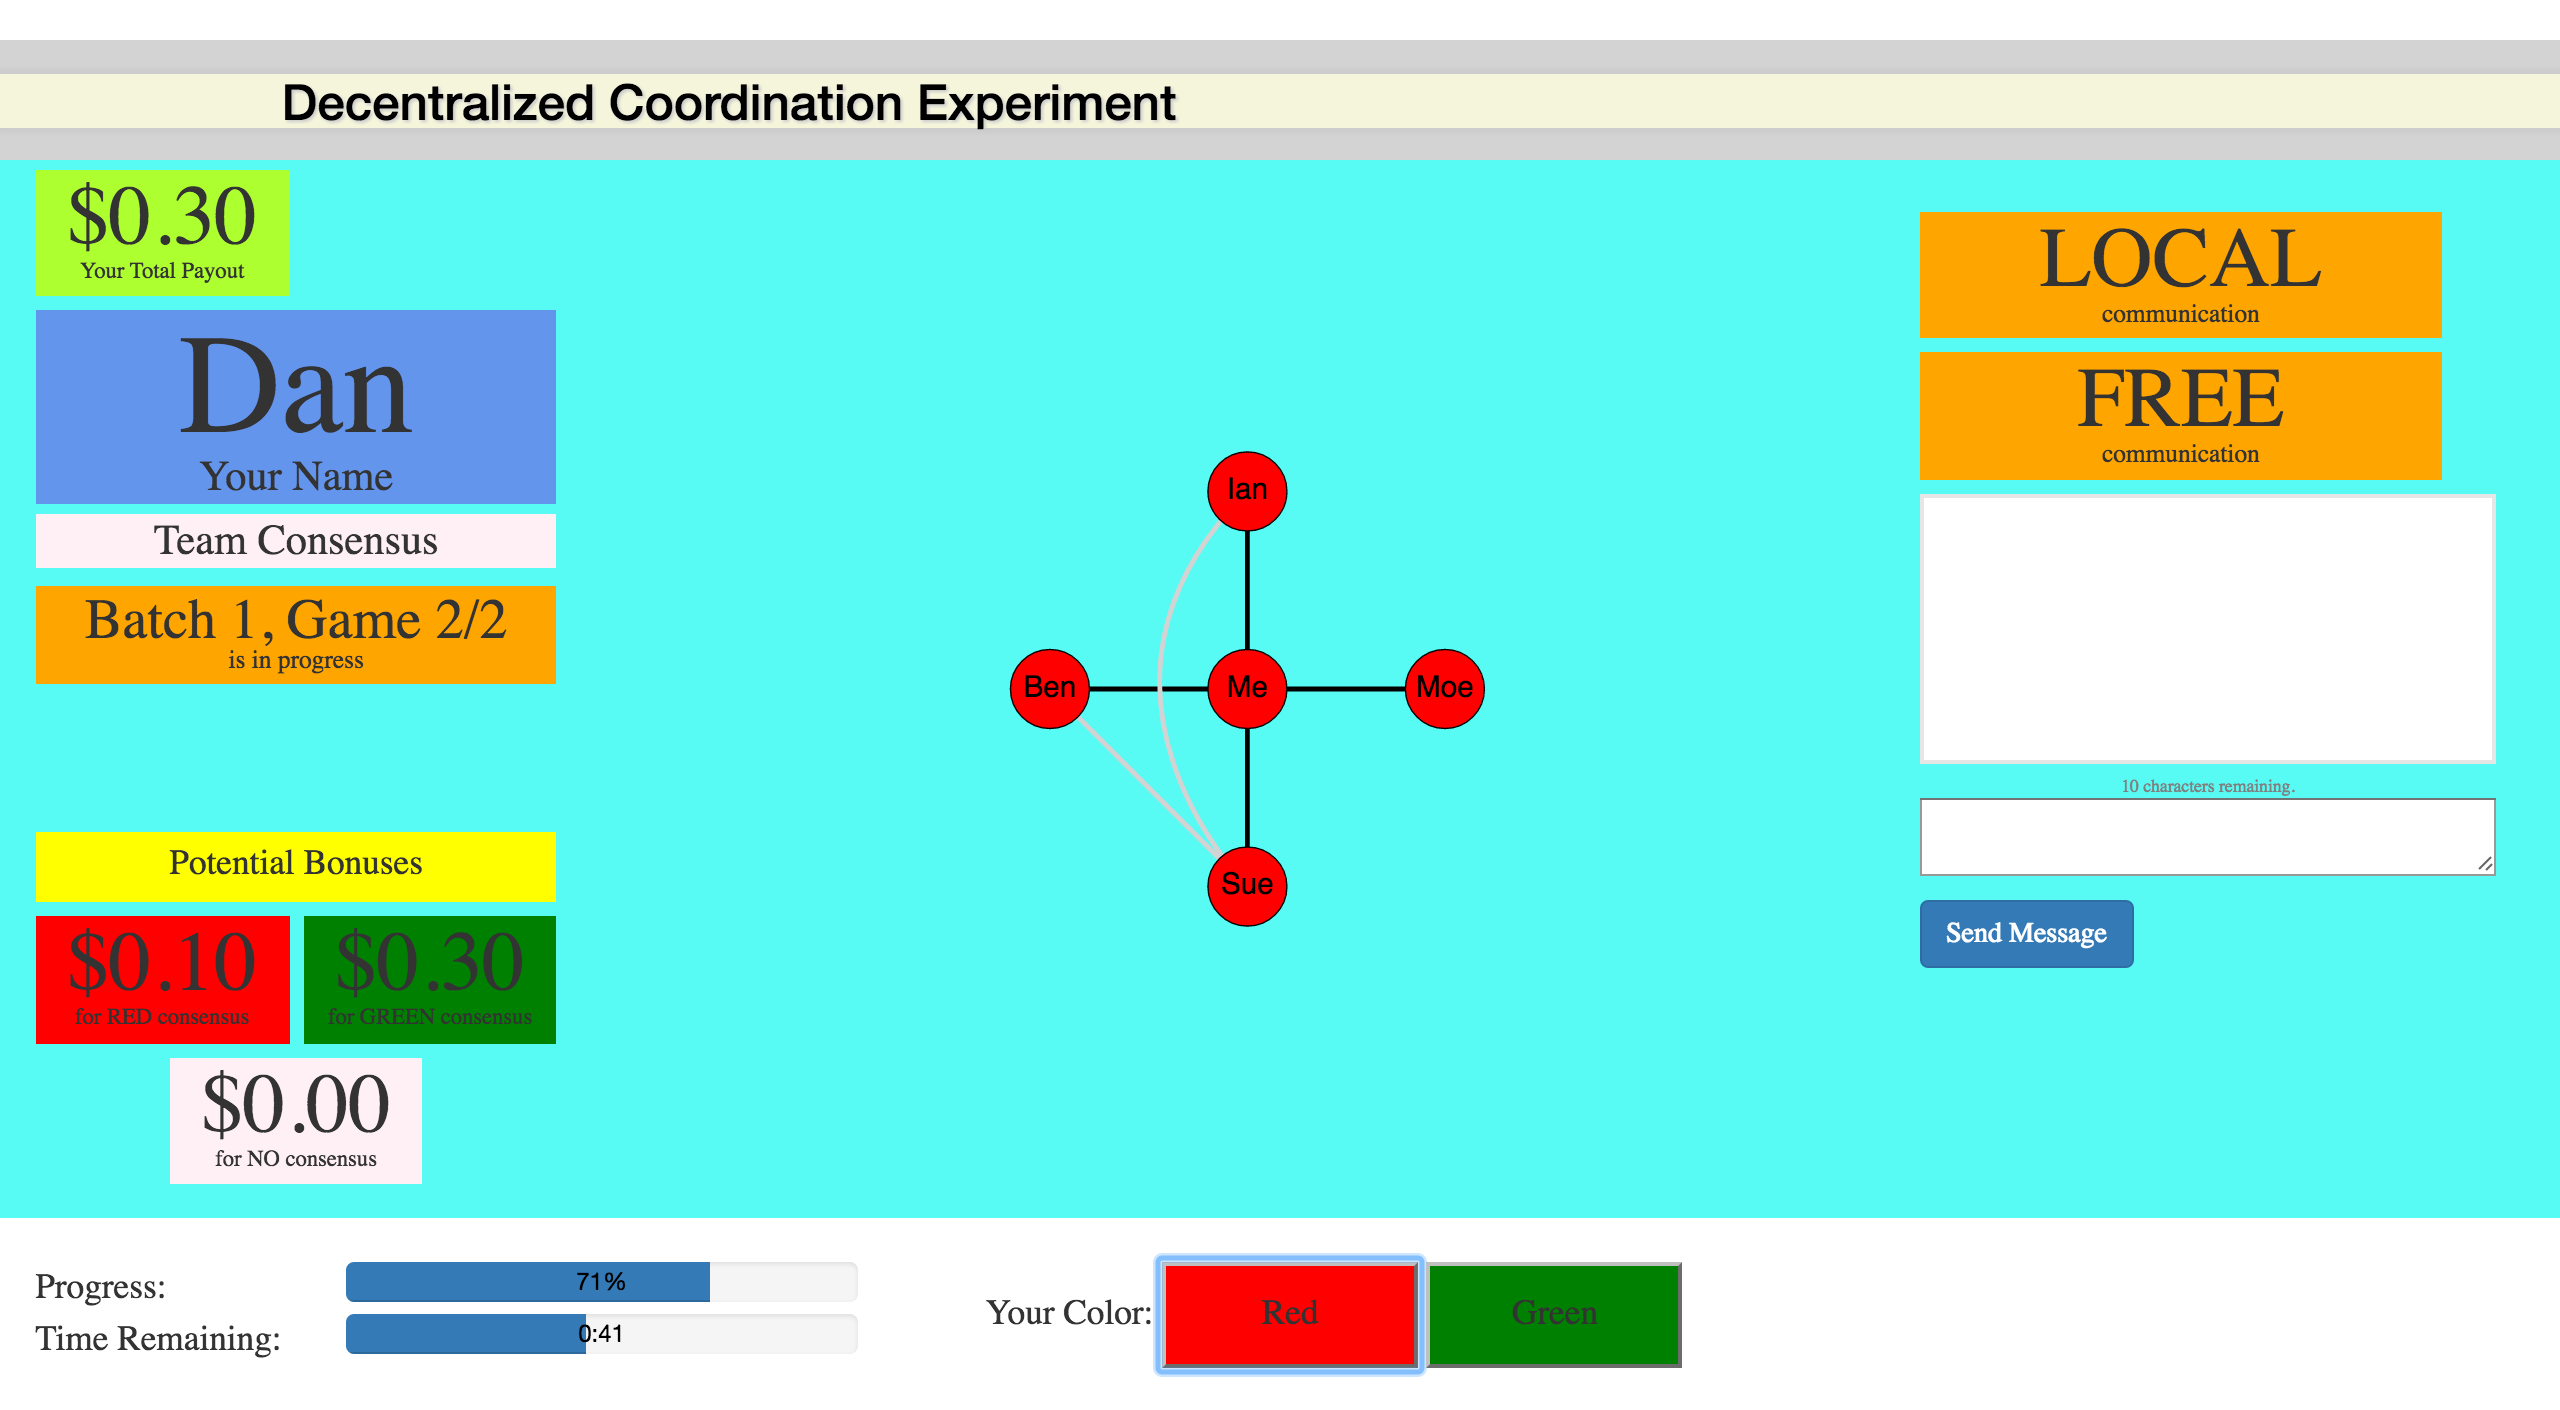 Decentralized Coordination Experiment
$0.30
Your Total Payout
Dan
Your Name
Team Consensus
Batch 1, Game 2/2
is in progress
Potential Bonuses
$0.10
for RED consensus
$0.30
for GREEN consensus
$0.00
for NO consensus
Ian
Ben
Me
Moe
Sue
LOCAL
communication
FREE
communication
10 characters remaining.
Send Message
Progress:
71%
Time Remaining:
0:41
Your Color:
Red
Green